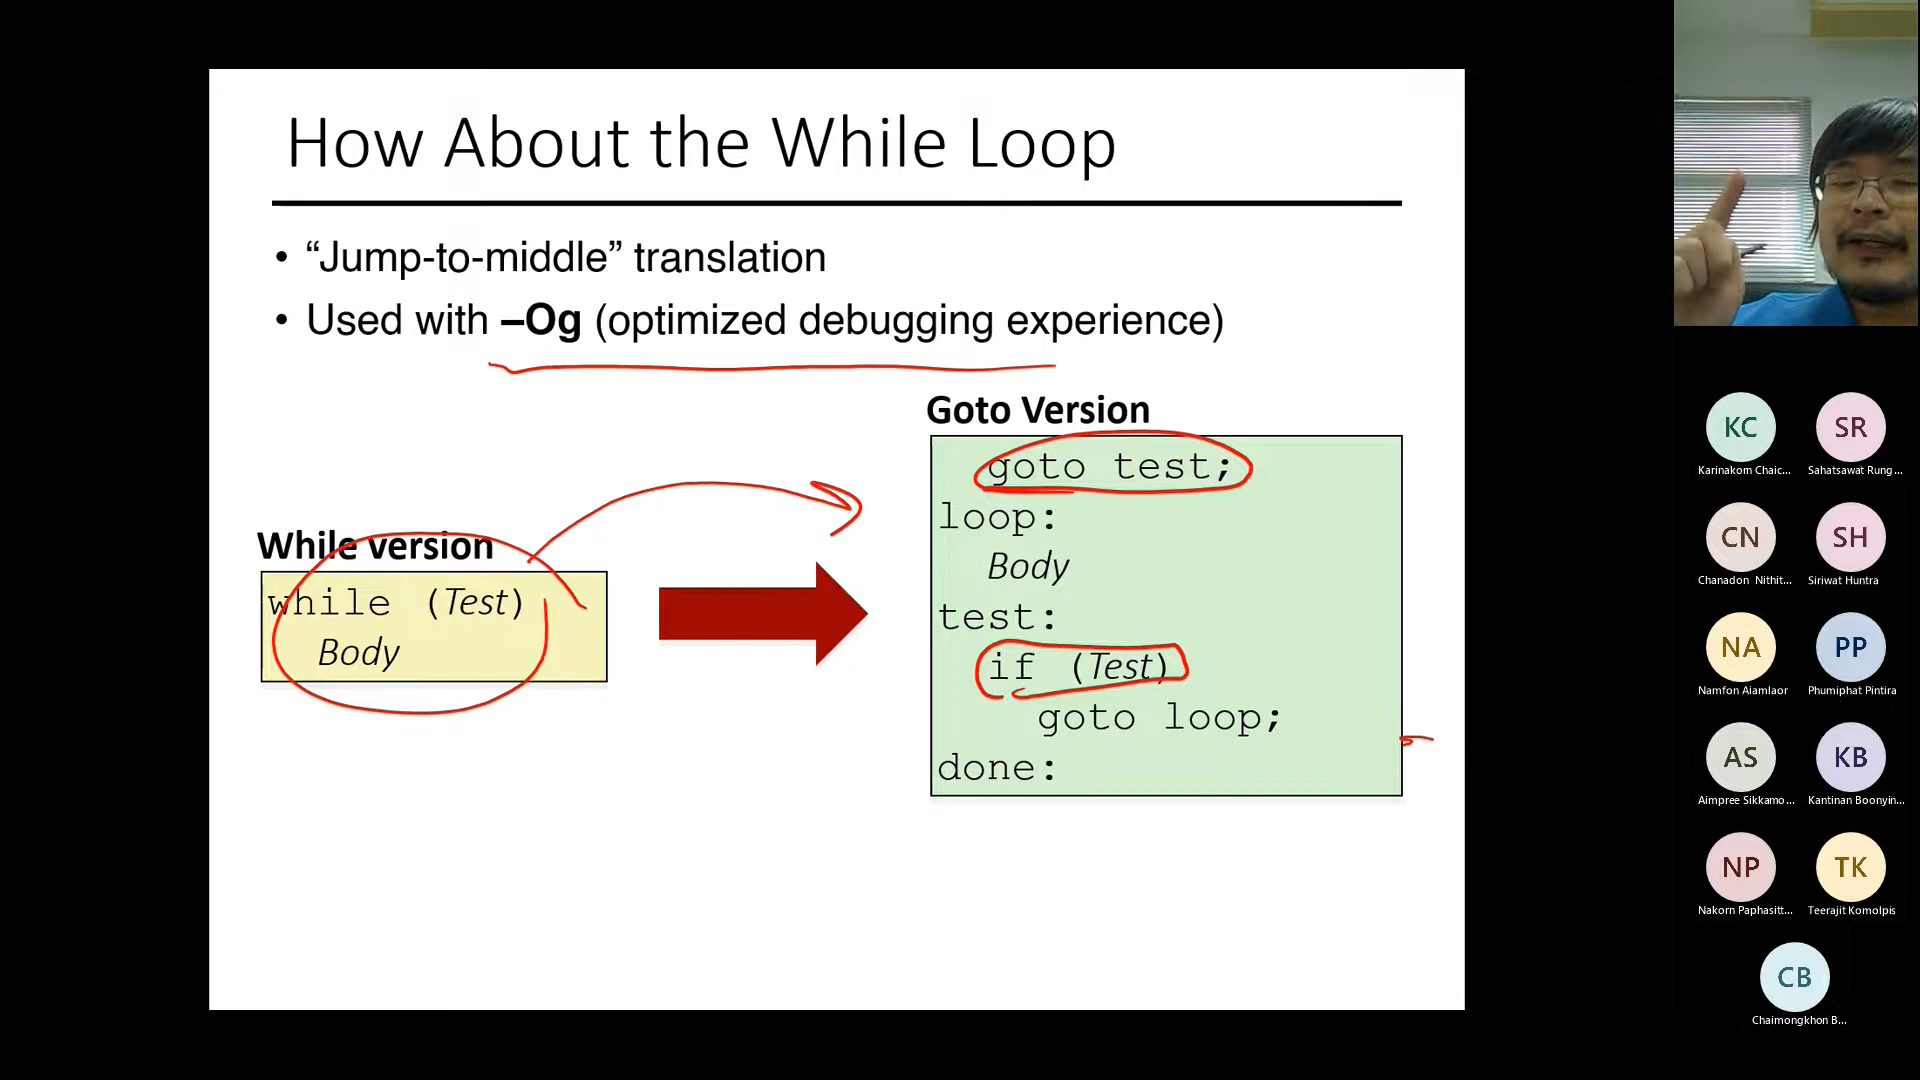 How About the While Loop
• “Jump-to-middle” translation
• Used with –Og (optimized debugging experience)
Goto Version
goto test;
loop:
Body
test:
if (Test)
goto loop;
done:
While version
while (Test)
Body
KC
SR
Karinakorn Chaic...
Sahatsawat Rung...
CN
SH
Chanadon Nithit...
Siriwat Huntra
NA
PP
Namfon Aiamlaor
Phumiphat Pintira
AS
KB
Aimpree Sikkamo...
Kantinan Boonyin...
NP
TK
Nakorn Paphasitt...
Teerajit Komolpis
CB
Chaimongkhon B...